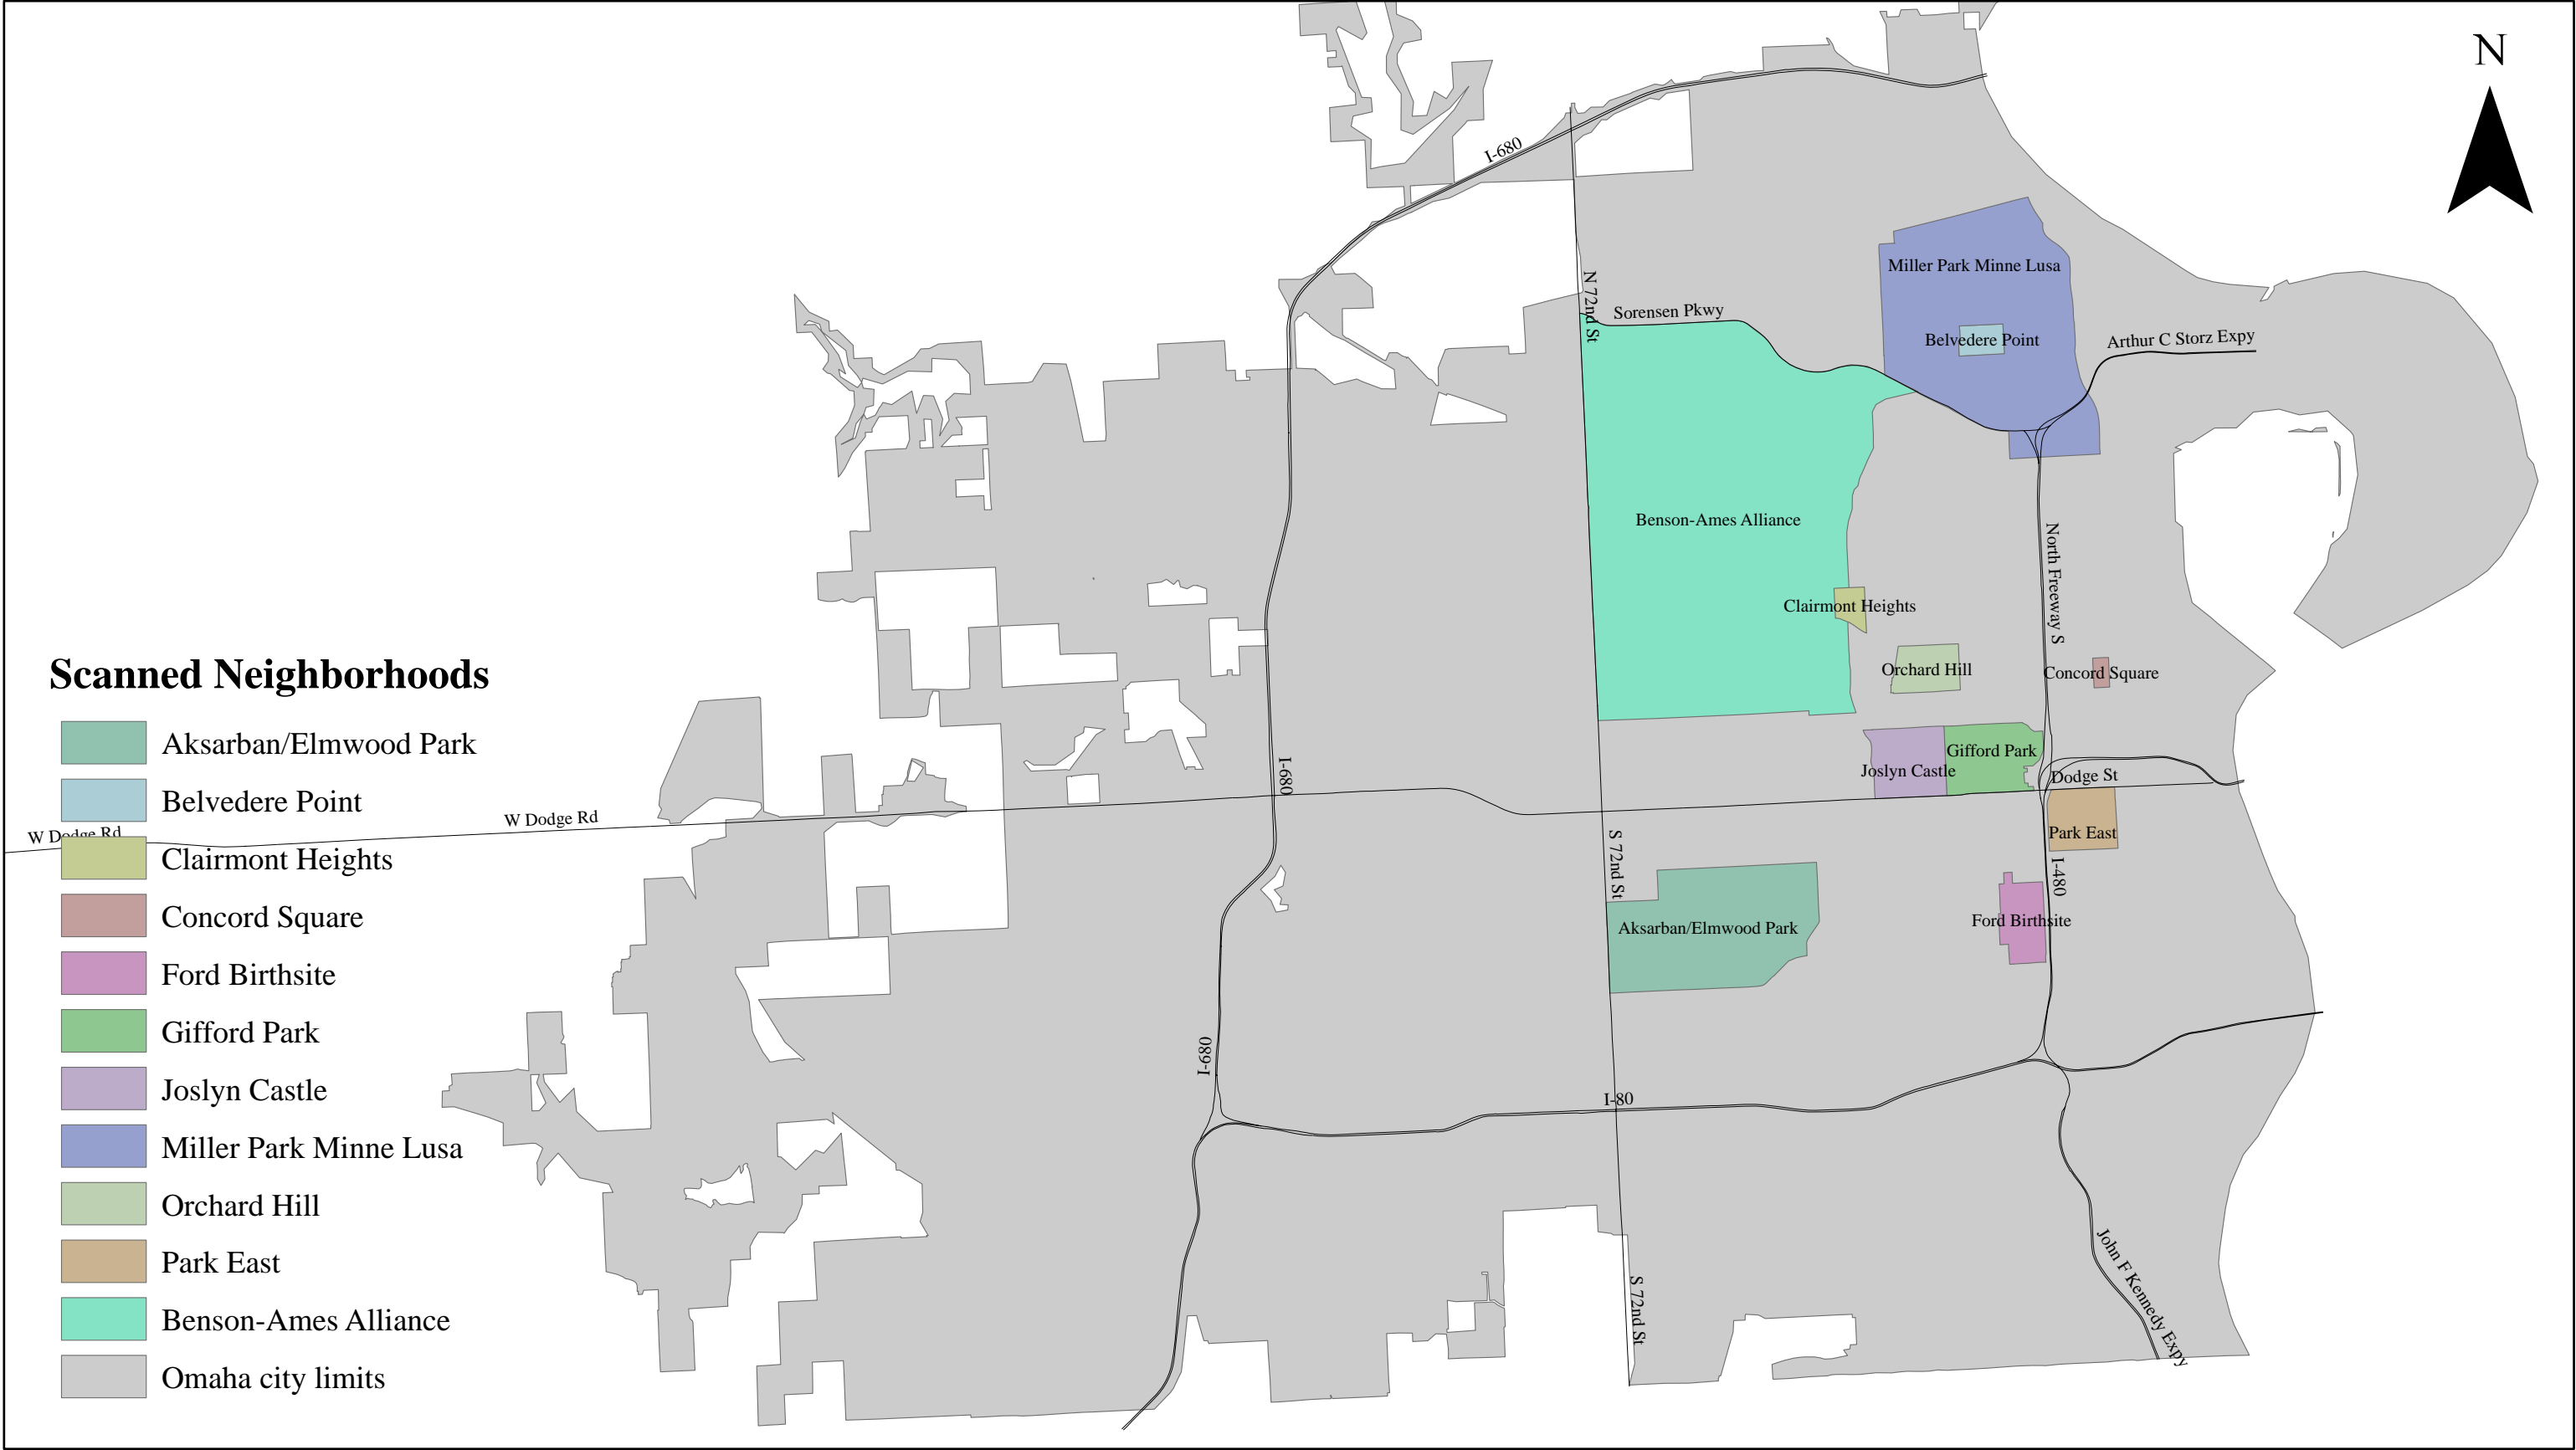 N
I-680
N 72nd St
Sorensen Pkwy
Miller Park Minne Lusa
Belvedere Point
Arthur C Storz Expy
Benson-Ames Alliance
North Freeway S
Clairmont Heights
Orchard Hill
Concord Square
Gifford Park
Joslyn Castle
Dodge St
I-680
W Dodge Rd
W Dodge Rd
Park East
S 72nd St
I-480
Ford Birthsite
Aksarban/Elmwood Park
I-680
I-80
John F Kennedy Expy
S 72nd St
Scanned Neighborhoods
Aksarban/Elmwood Park
Belvedere Point
Clairmont Heights
Concord Square
Ford Birthsite
Gifford Park
Joslyn Castle
Miller Park Minne Lusa
Orchard Hill
Park East
Benson-Ames Alliance
Omaha city limits